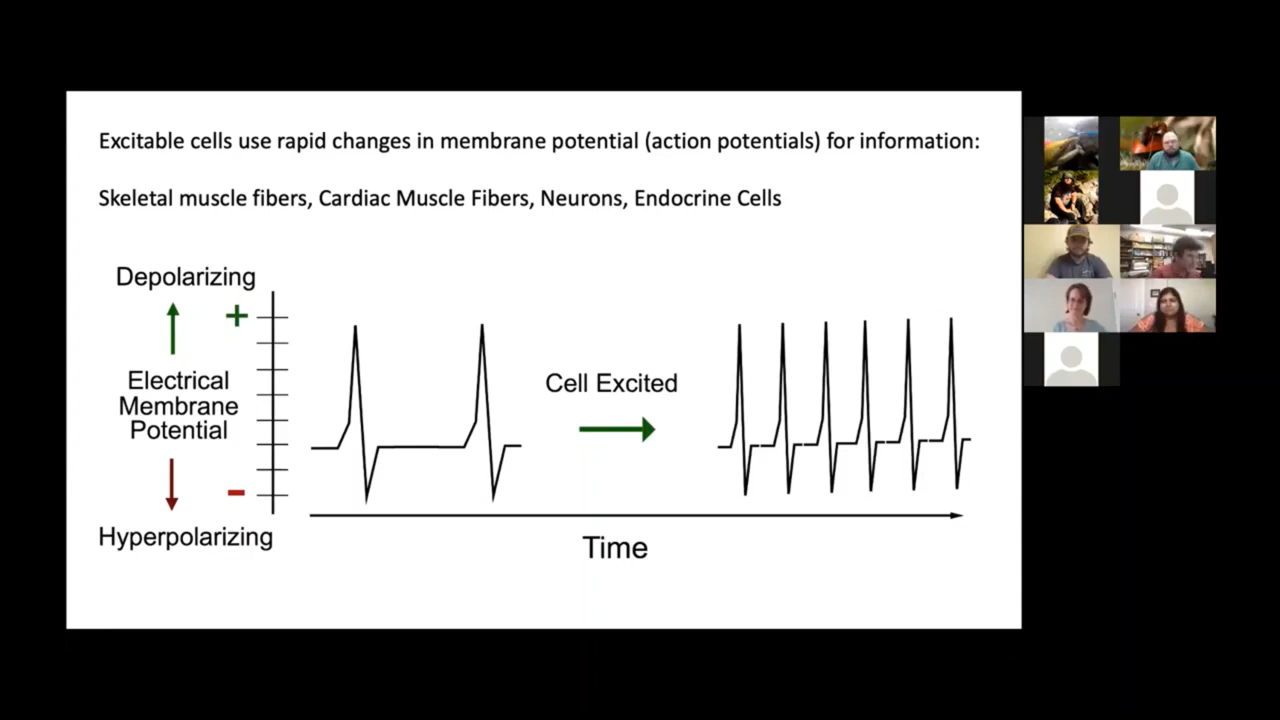 Excitable cells use rapid changes in membrane potential (action potentials) for information:
Skeletal muscle fibers, Cardiac Muscle Fibers, Neurons, Endocrine Cells
Depolarizing
+
Electrical
Membrane
Potential
-
Hyperpolarizing
Cell Excited
Time